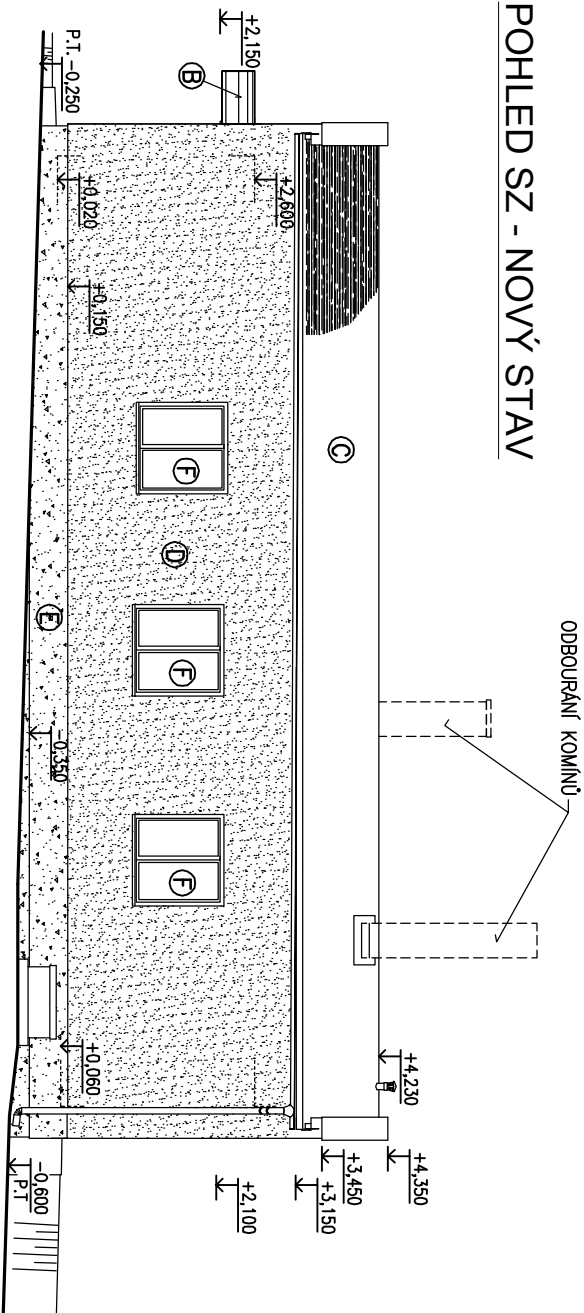 POHLED SZ - NOVÝ STAV
ODBOURÁNÍ KOMÍNŮ
+4,230
+4,350
+3,450
+3,150
+2,100
+2,150
B
+2,600
C
F
D
F
F
+0,020
+0,150
P.T. -0,250
E
-0,350
+0,060
-0,600
P.T